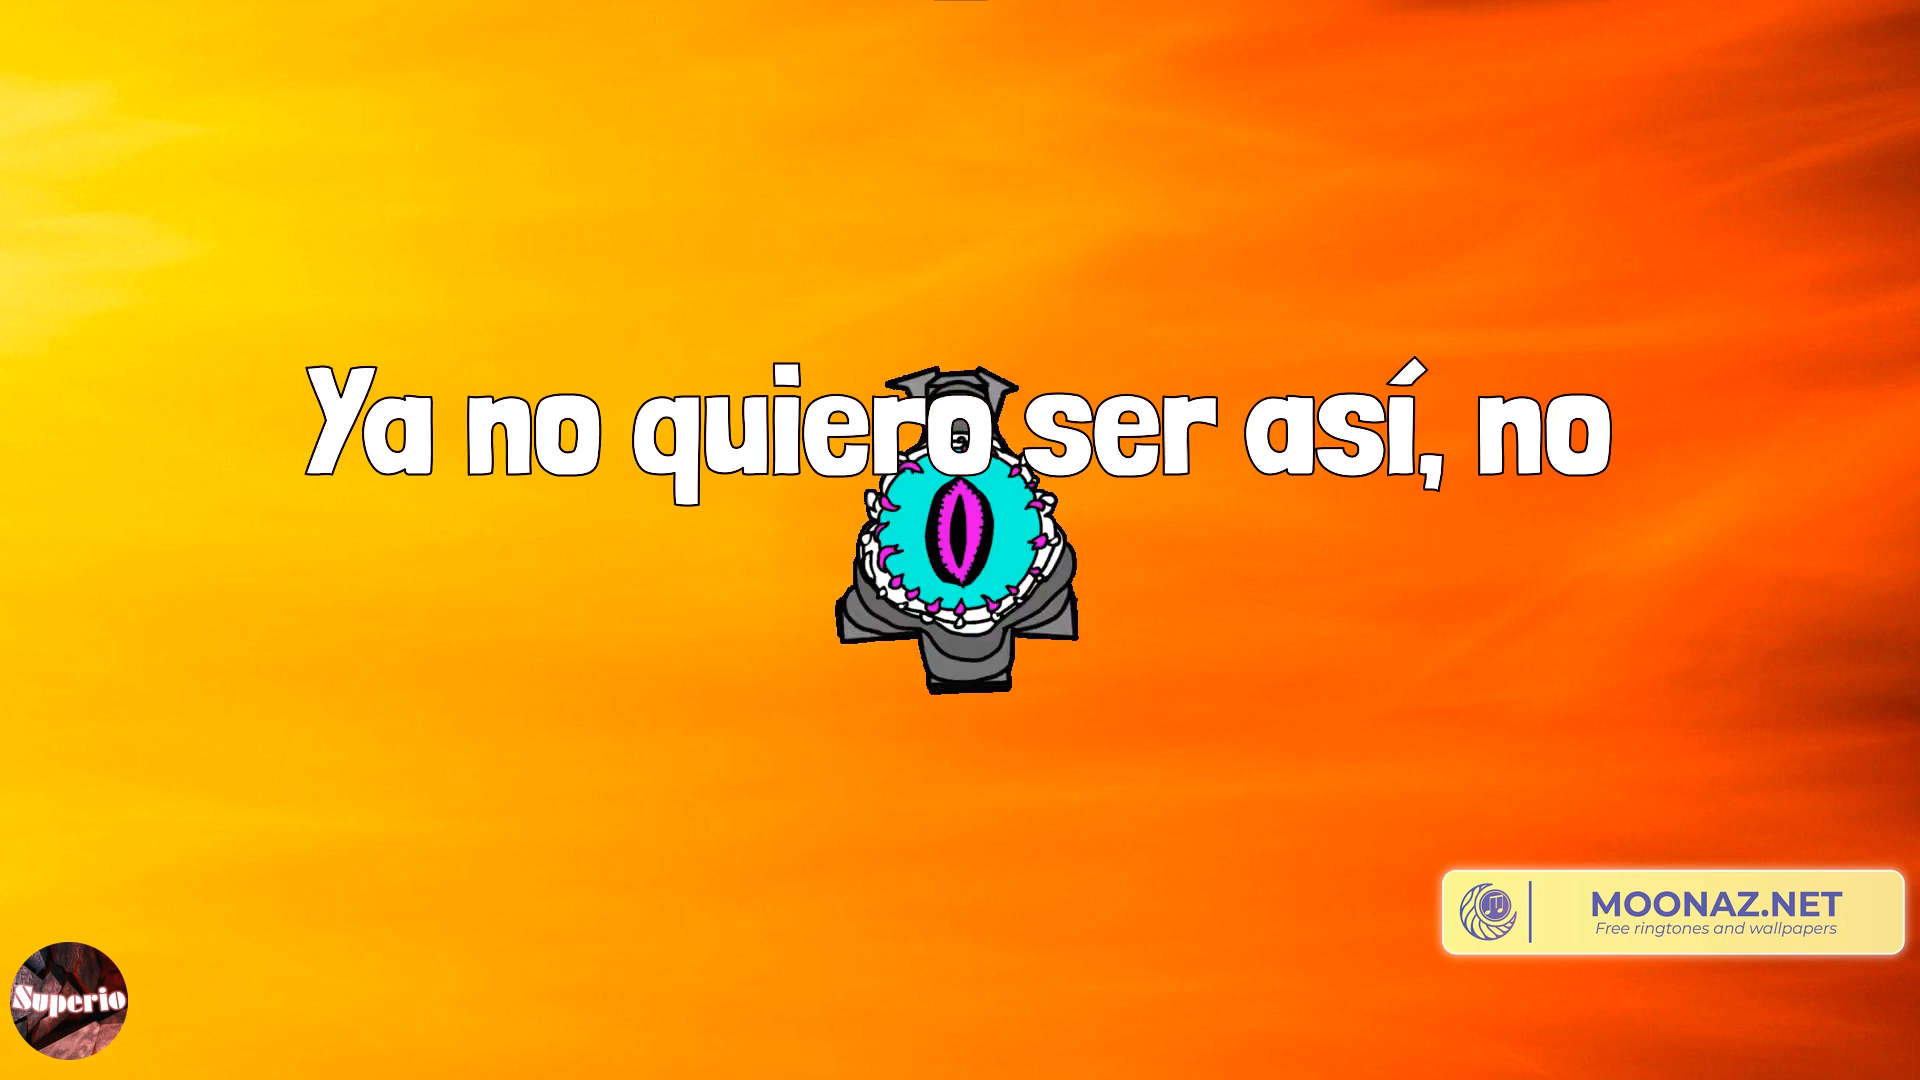 Ya no quiero ser así, no
MOONAZ.NET
Free ringtones and wallpapers
Superio